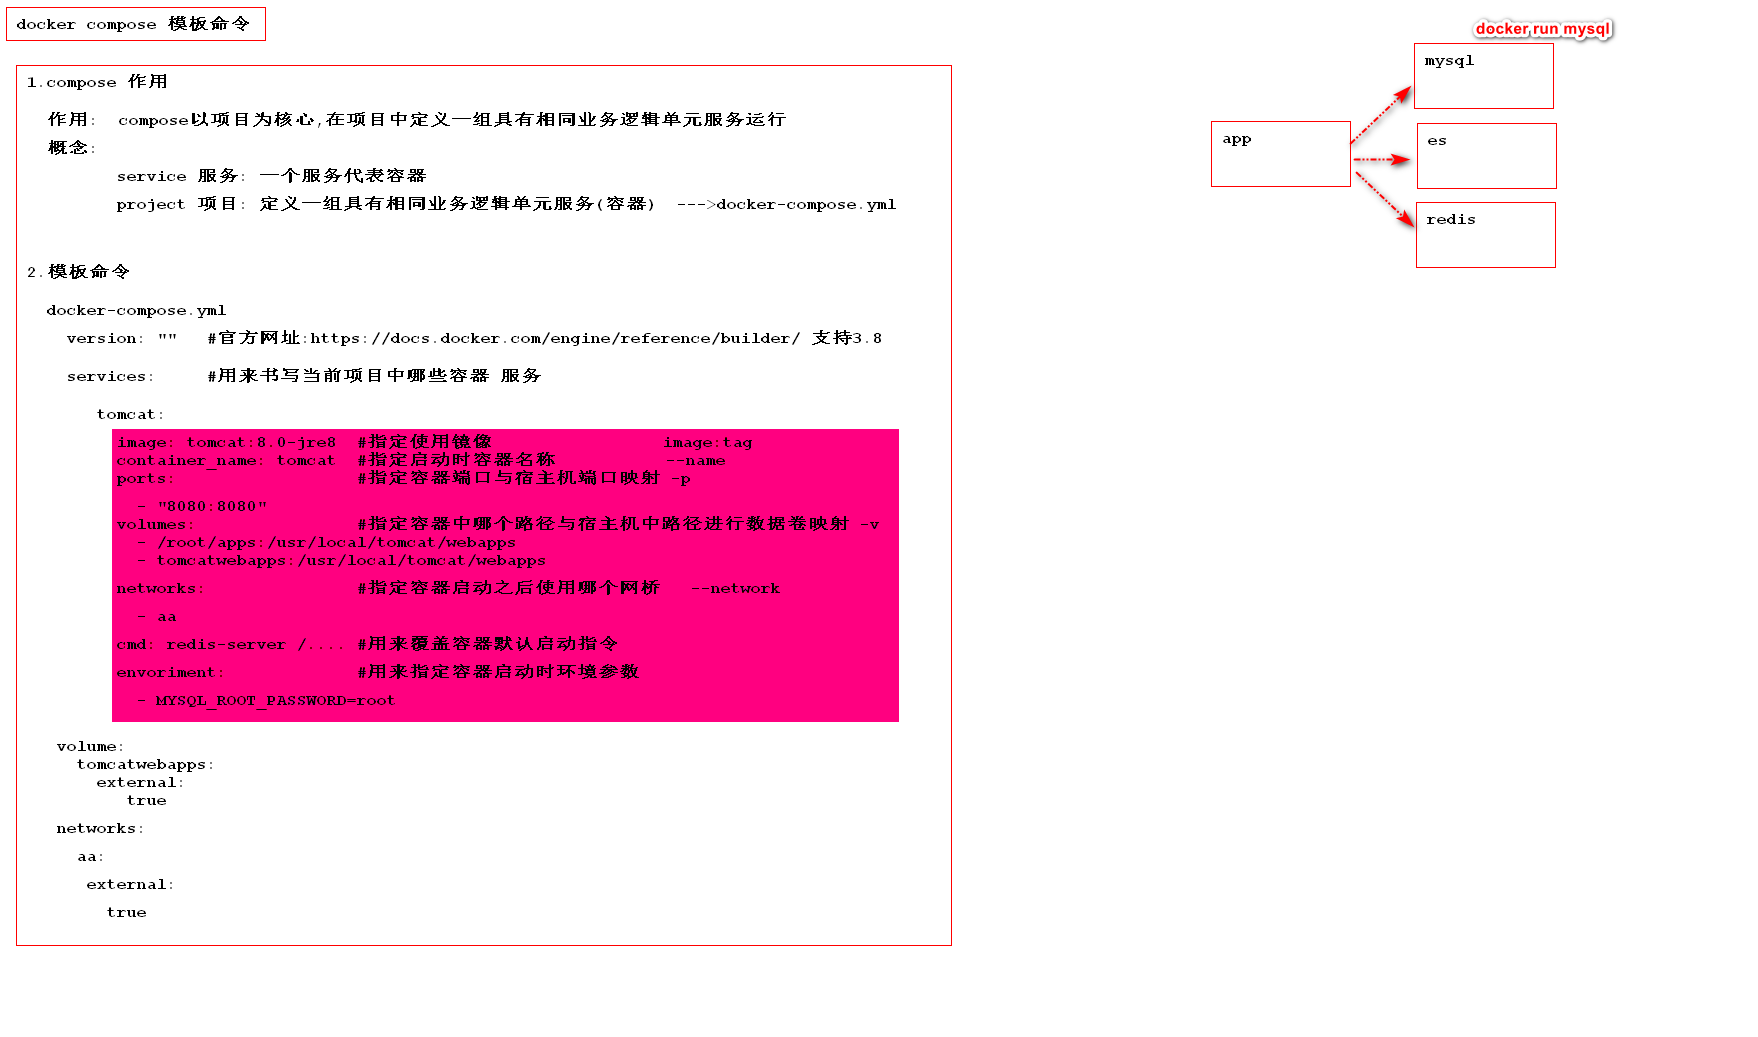 docker compose 模板命令
1.compose 作用
作用: compose以项目为核心,在项目中定义一组具有相同业务逻辑单元服务运行
概念:
service 服务: 一个服务代表容器
project 项目: 定义一组具有相同业务逻辑单元服务(容器) --->docker-compose.yml
2.模板命令
docker-compose.yml
version: "" #官方网址:https://docs.docker.com/engine/reference/builder/ 支持3.8
services: #用来书写当前项目中哪些容器 服务
tomcat:
image: tomcat:8.0-jre8 #指定使用镜像 image:tag
container_name: tomcat #指定启动时容器名称 --name
ports: #指定容器端口与宿主机端口映射 -p
- "8080:8080"
volumes: #指定容器中哪个路径与宿主机中路径进行数据卷映射 -v
- /root/apps:/usr/local/tomcat/webapps
- tomcatwebapps:/usr/local/tomcat/webapps
networks: #指定容器启动之后使用哪个网桥 --network
- aa
cmd: redis-server /.... #用来覆盖容器默认启动指令
envoriment: #用来指定容器启动时环境参数
- MYSQL_ROOT_PASSWORD=root
volume:
tomcatwebapps:
external:
true
networks:
aa:
external:
true
docker run mysql
mysql
app
es
redis